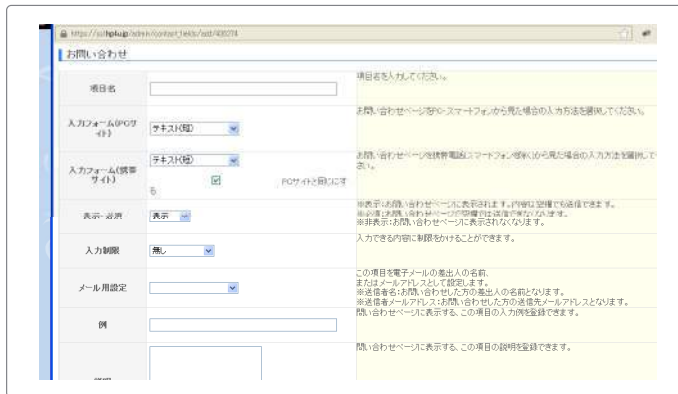 お問い合わせ
項目名
項目名を入力してください。
入力フォーム(PCサイト)
テキスト(短)
お問い合わせページをPC・スマートフォンから見た場合の入力方法を選択してください。
入力フォーム(携帯サイト)
テキスト(短)
PCサイトと同じにする
お問い合わせページを携帯電話(スマートフォン除く)から見た場合の入力方法を選択してください。
表示・必須
表示
※表示:お問い合わせページに表示されます。内容は空欄でも送信できます。
※必須:お問い合わせページで空欄では送信できなくなります。
※非表示:お問い合わせページに表示されなくなります。
入力制限
無し
入力できる内容に制限をかけることができます。
メール用設定
この項目を電子メールの差出人の名前、
またはメールアドレスとして設定します。
※送信者名:お問い合わせした方の差出人の名前となります。
※送信者メールアドレス:お問い合わせした方の送信先メールアドレスとなります。
例
問い合わせページに表示する、この項目の入力例を登録できます。
問い合わせページに表示する、この項目の説明を登録できます。